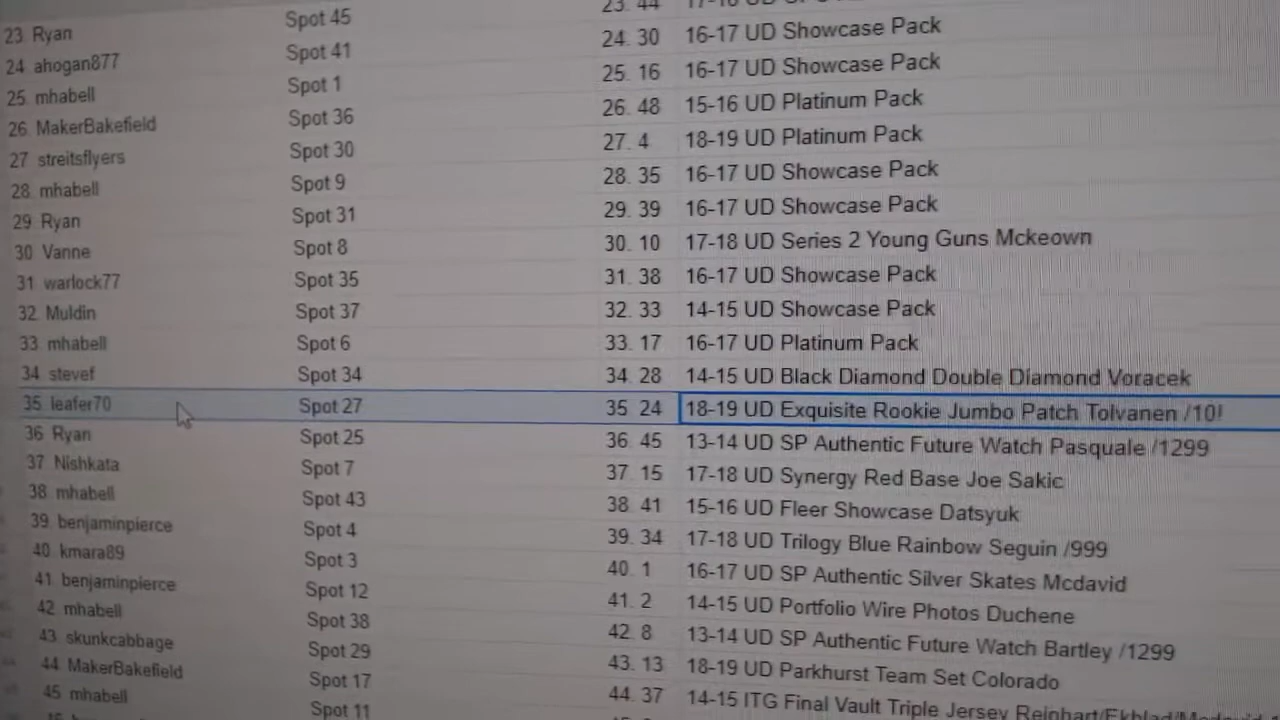 23 Ryan Spot 45 23. 44
24 ahogan877 Spot 41 24. 30 16-17 UD Showcase Pack
25. mhabell Spot 1 25. 16 16-17 UD Showcase Pack
26. MakerBakefield Spot 36 26. 48 15-16 UD Platinum Pack
27 streitsflyers Spot 30 27. 4 18-19 UD Platinum Pack
28. mhabell Spot 9 28. 35 16-17 UD Showcase Pack
29 Ryan Spot 31 29. 39 16-17 UD Showcase Pack
30 Vanne Spot 8 30. 10 17-18 UD Series 2 Young Guns Mckeown
31 warlock77 Spot 35 31. 38 16-17 UD Showcase Pack
32 Muldin Spot 37 32. 33 14-15 UD Showcase Pack
33 mhabell Spot 6 33. 17 16-17 UD Platinum Pack
34 stevef Spot 34 34. 28 14-15 UD Black Diamond Double Diamond Voracek
35 leafer70 Spot 27 35. 24 18-19 UD Exquisite Rookie Jumbo Patch Tolvanen /10!
36 Ryan Spot 25 36. 45 13-14 UD SP Authentic Future Watch Pasquale /1299
37. Nishkata Spot 7 37. 15 17-18 UD Synergy Red Base Joe Sakic
38. mhabell Spot 43 38. 41 15-16 UD Fleer Showcase Datsyuk
39. benjaminpierce Spot 4 39. 34 17-18 UD Trilogy Blue Rainbow Seguin /999
40. kmara89 Spot 3 40. 1 16-17 UD SP Authentic Silver Skates Mcdavid
41. benjaminpierce Spot 12 41. 2 14-15 UD Portfolio Wire Photos Duchene
42. mhabell Spot 38 42. 8 13-14 UD SP Authentic Future Watch Bartley /1299
43. skunkcabbage Spot 29 43. 13 18-19 UD Parkhurst Team Set Colorado
44. MakerBakefield Spot 17 44. 37 14-15 ITG Final Vault Triple Jersey
45 mhabell Spot 11